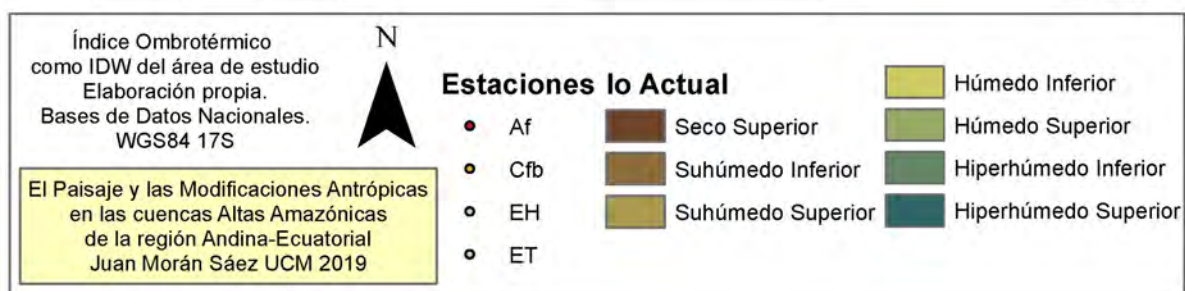 Índice Ombrotérmico
como IDW del área de estudio
Elaboración propia.
Bases de Datos Nacionales.
WGS84 17S
El Paisaje y las Modificaciones Antrópicas
en las cuencas Altas Amazónicas
de la región Andina-Ecuatorial
Juan Morán Sáez UCM 2019
N
Estaciones Io Actual
Af
Cfb
EH
ET
Seco Superior
Suhúmedo Inferior
Suhúmedo Superior
Húmedo Inferior
Húmedo Superior
Hiperhúmedo Inferior
Hiperhúmedo Superior